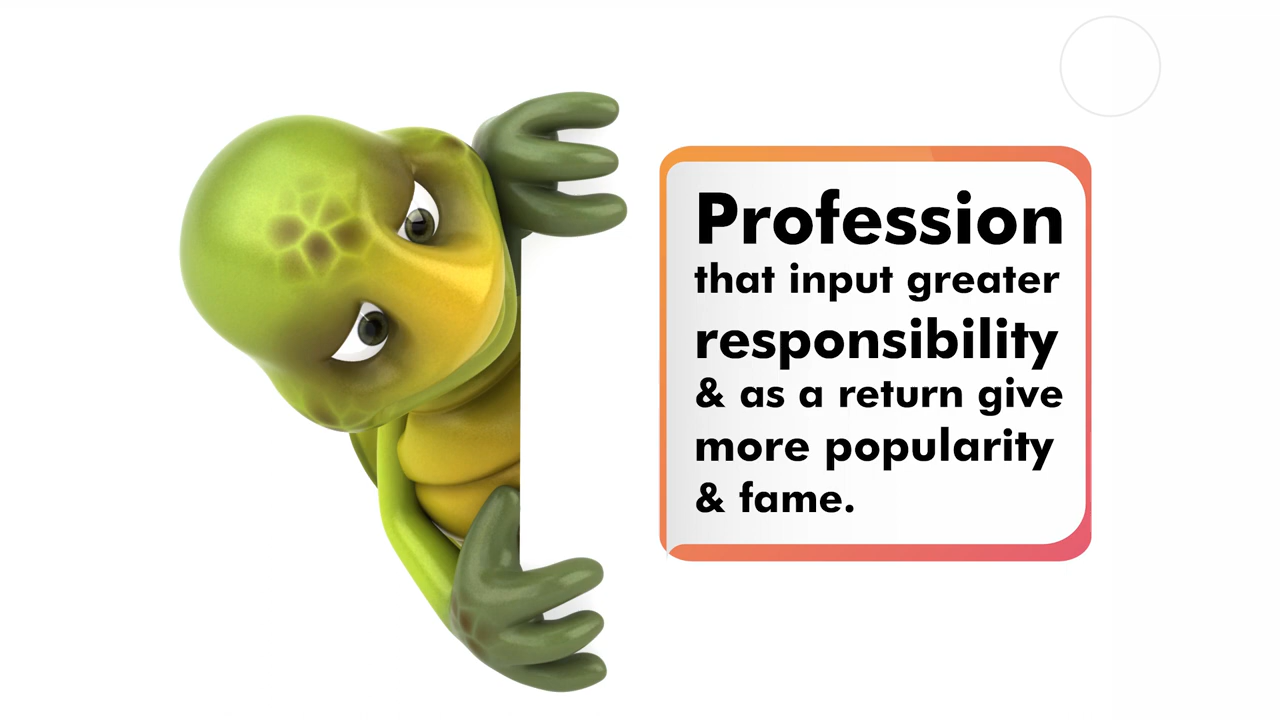 Profession
that input greater
responsibility
& as a return give
more popularity
& fame.